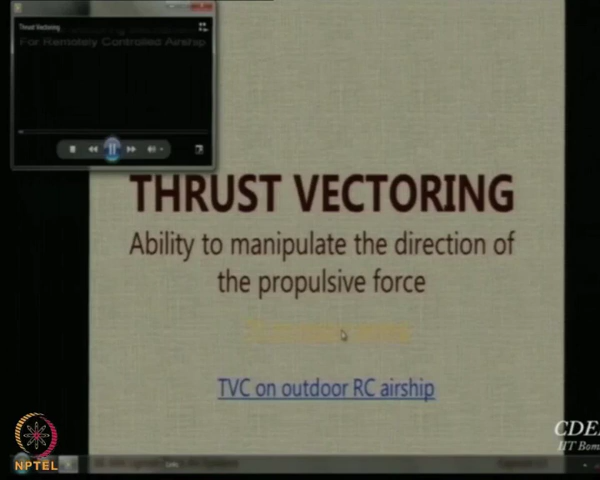 Thrust Vectoring
For Remotely Controlled Airship
THRUST VECTORING
Ability to manipulate the direction of
the propulsive force
TVC on outdoor RC airship
CDE
IIT Bom
NPTEL